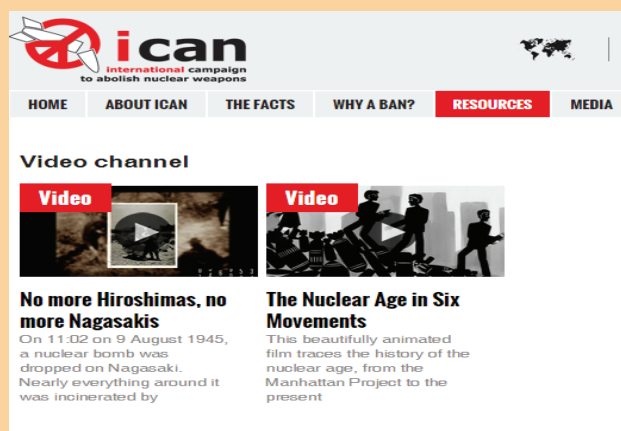 ican
international campaign
to abolish nuclear weapons
HOME ABOUT ICAN THE FACTS WHY A BAN? RESOURCES MEDIA
Video channel
Video
Video
No more Hiroshimas, no
more Nagasakis
On 11:02 on 9 August 1945,
a nuclear bomb was
dropped on Nagasaki.
Nearly everything around it
was incinerated by
The Nuclear Age in Six
Movements
This beautifully animated
film traces the history of the
nuclear age, from the
Manhattan Project to the
present